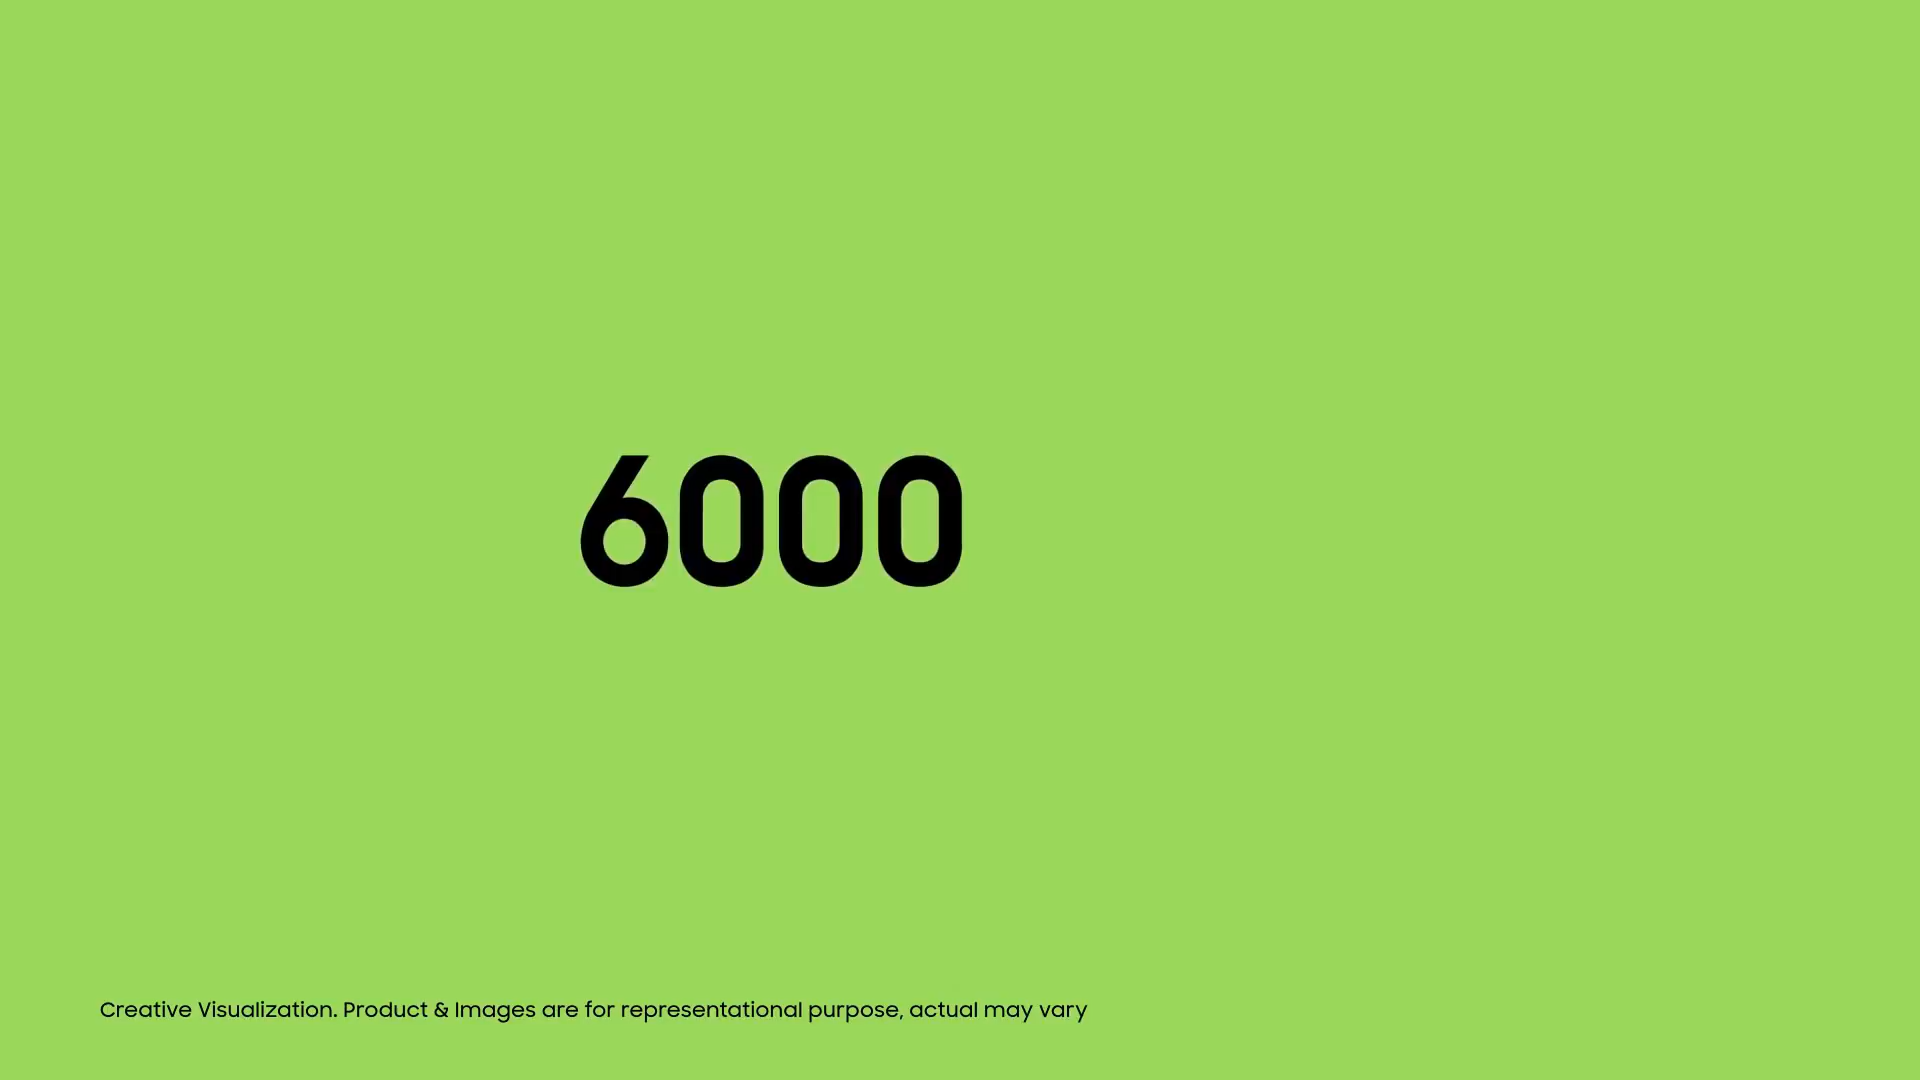 6000
Creative Visualization. Product & Images are for representational purpose, actual may vary